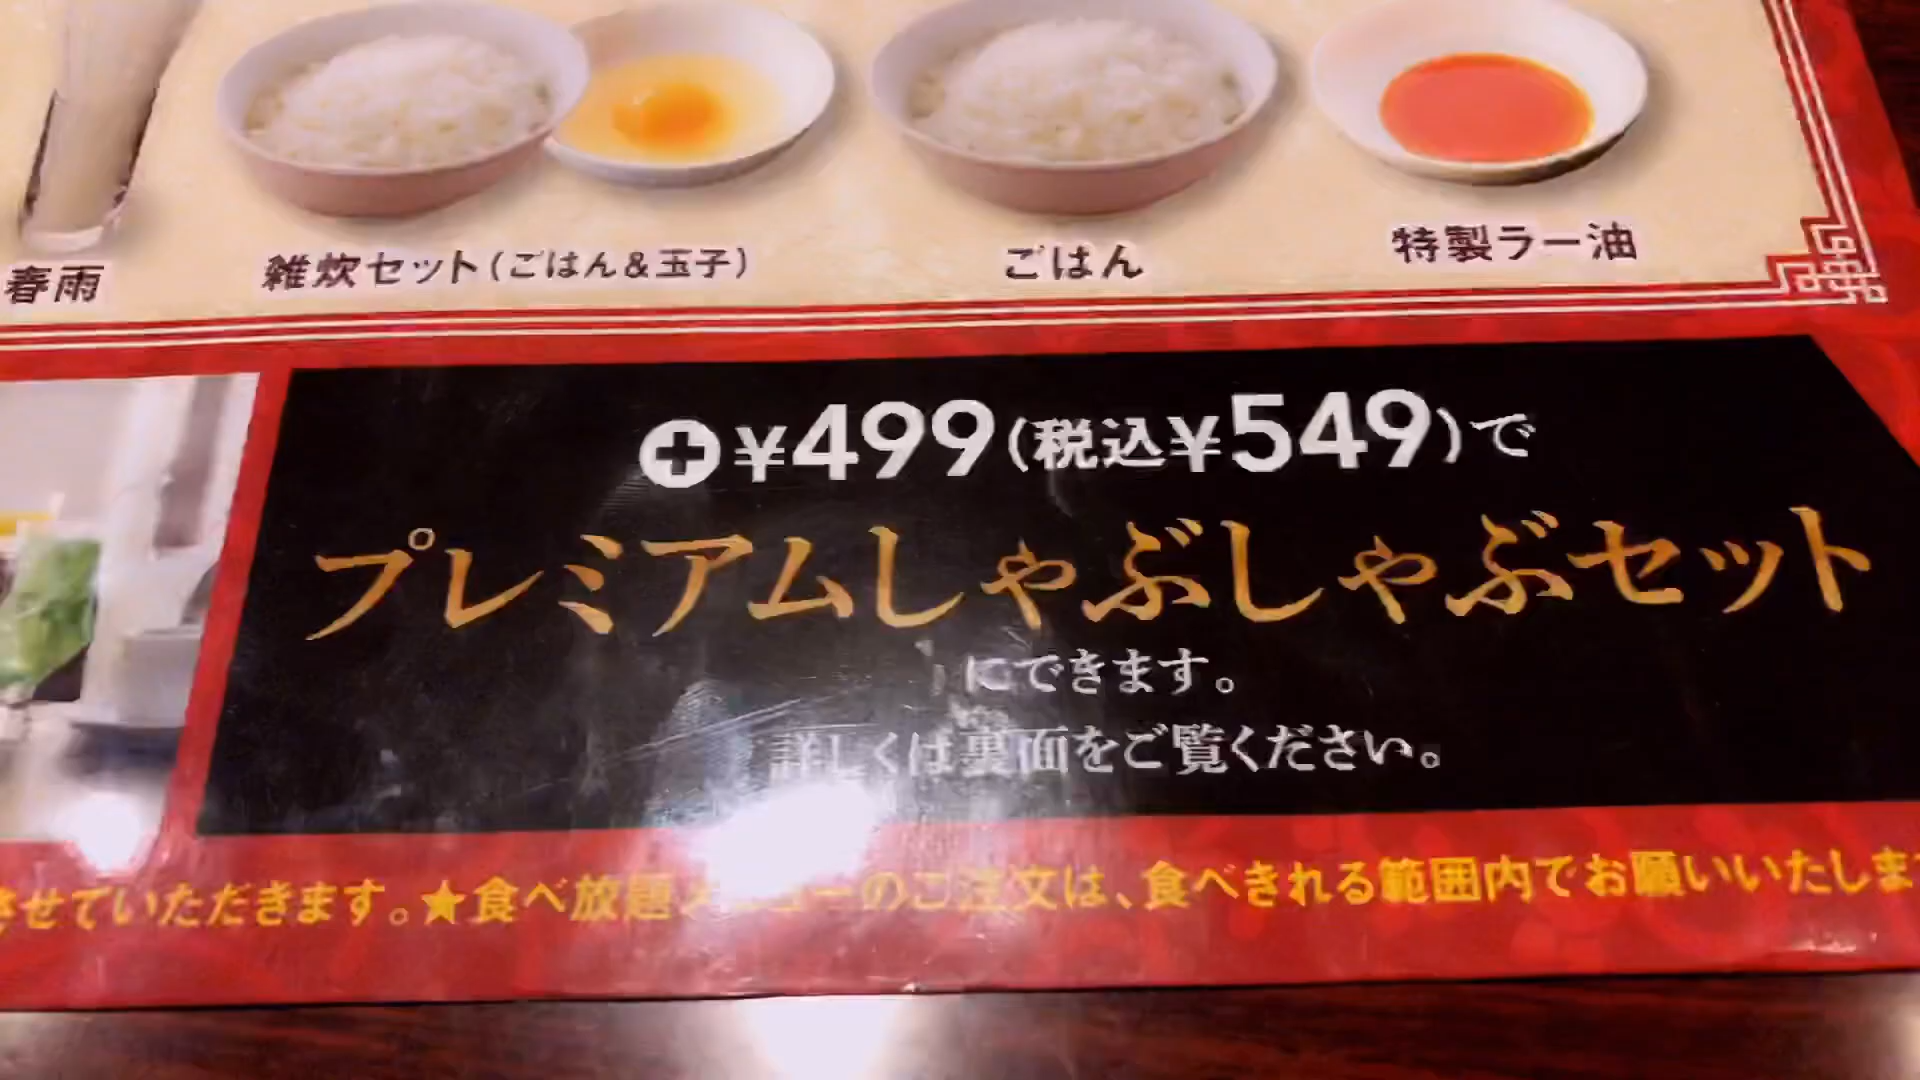 春雨
雑炊セット(ごはん&玉子)
ごはん
特製ラー油
+¥499(税込¥549)で
プレミアムしゃぶしゃぶセット
にできます。
詳しくは裏面をご覧ください。
させていただきます。★食べ放題メニューのご注文は、食べきれる範囲内でお願いいたしま